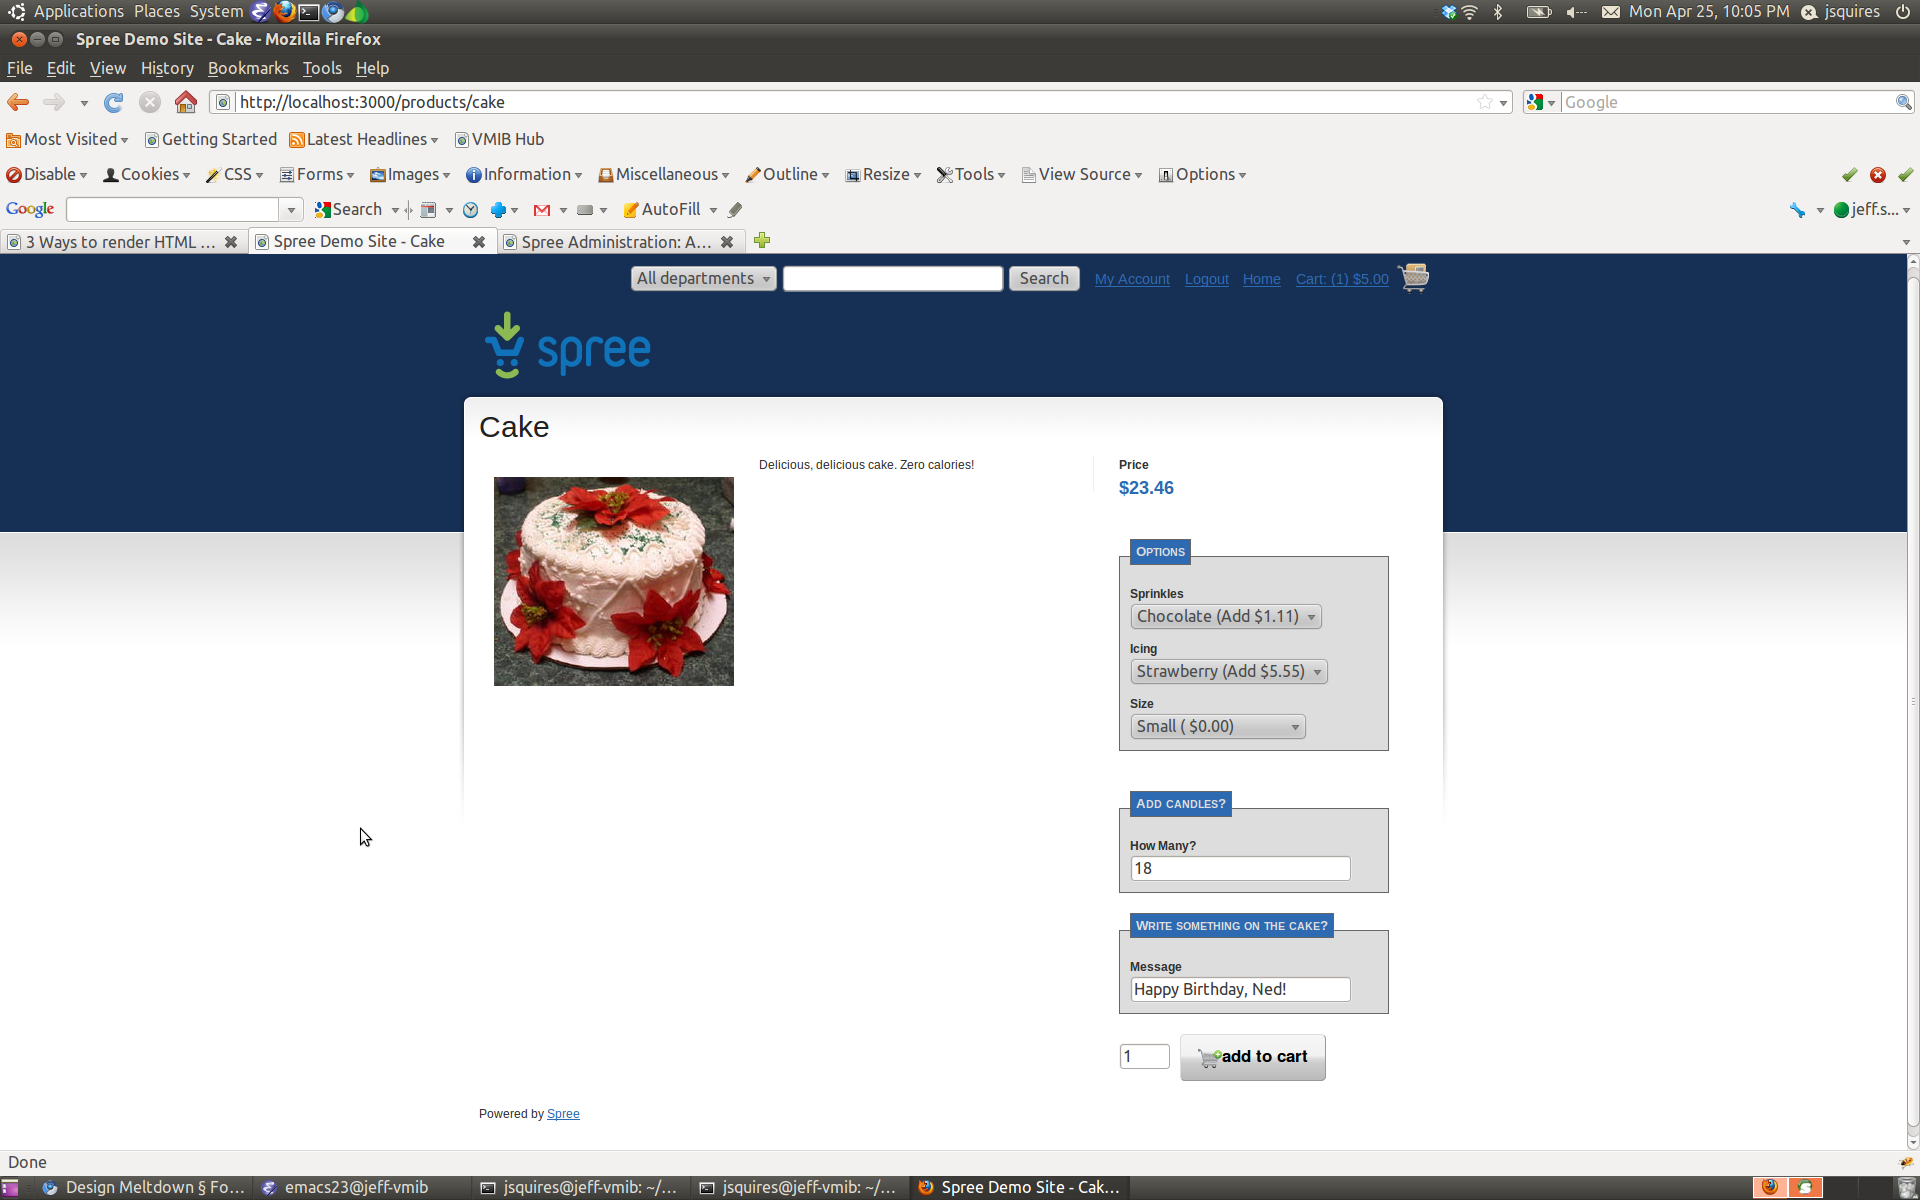 Applications Places System
Mon Apr 25, 10:05 PM jsquires
Spree Demo Site - Cake - Mozilla Firefox
File Edit View History Bookmarks Tools Help
http://localhost:3000/products/cake
Google
Most Visited Getting Started Latest Headlines VMIB Hub
Disable Cookies CSS Forms Images Information Miscellaneous Outline Resize Tools View Source Options
Google Search AutoFill jeff.s...
3 Ways to render HTML ... Spree Demo Site - Cake Spree Administration: A...
All departments Search My Account Logout Home Cart: (1) $5.00
spree
Cake
Delicious, delicious cake. Zero calories!
Price
$23.46
OPTIONS
Sprinkles
Chocolate (Add $1.11)
Icing
Strawberry (Add $5.55)
Size
Small ( $0.00)
ADD CANDLES?
How Many?
18
WRITE SOMETHING ON THE CAKE?
Message
Happy Birthday, Ned!
1 add to cart
Powered by Spree
Done
Design Meltdown § Fo... emacs23@jeff-vmib jsquires@jeff-vmib: ~/... jsquires@jeff-vmib: ~/... Spree Demo Site - Cak...